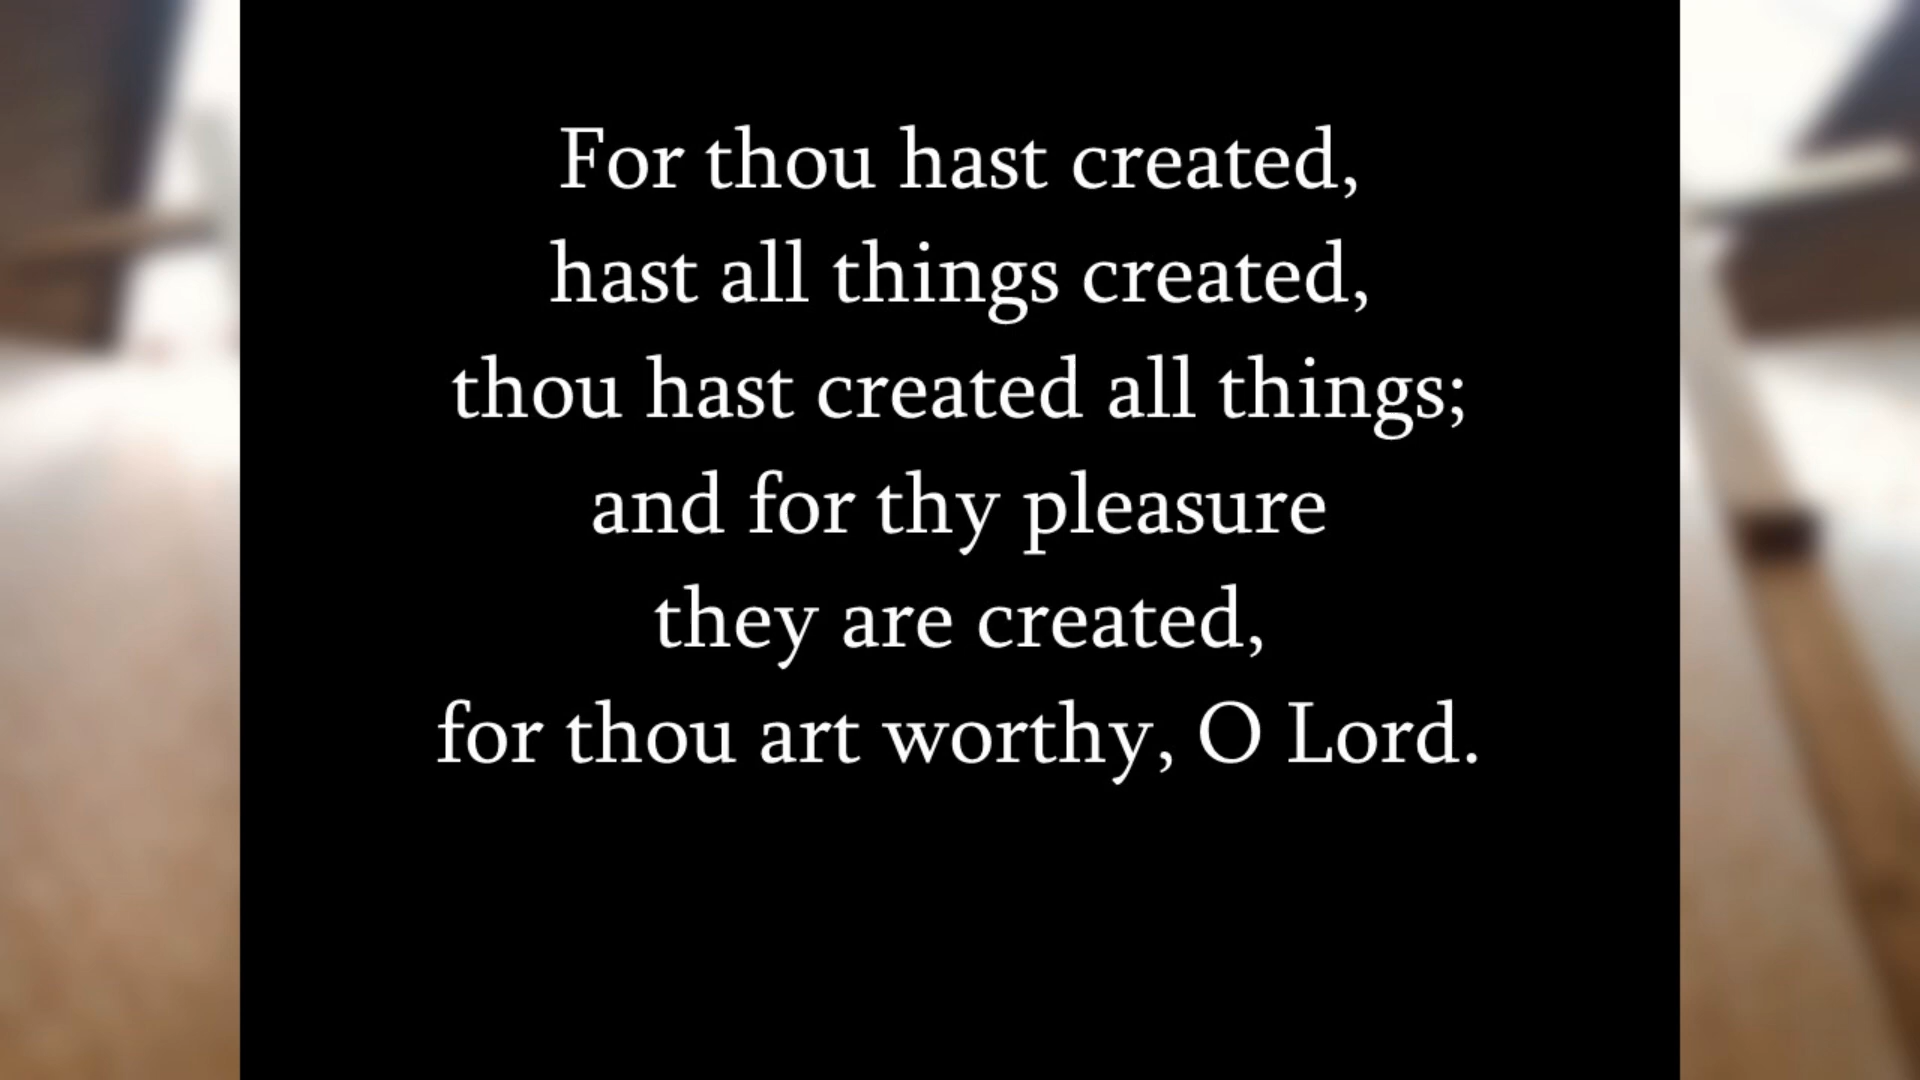 For thou hast created,
hast all things created,
thou hast created all things;
and for thy pleasure
they are created,
for thou art worthy, O Lord.